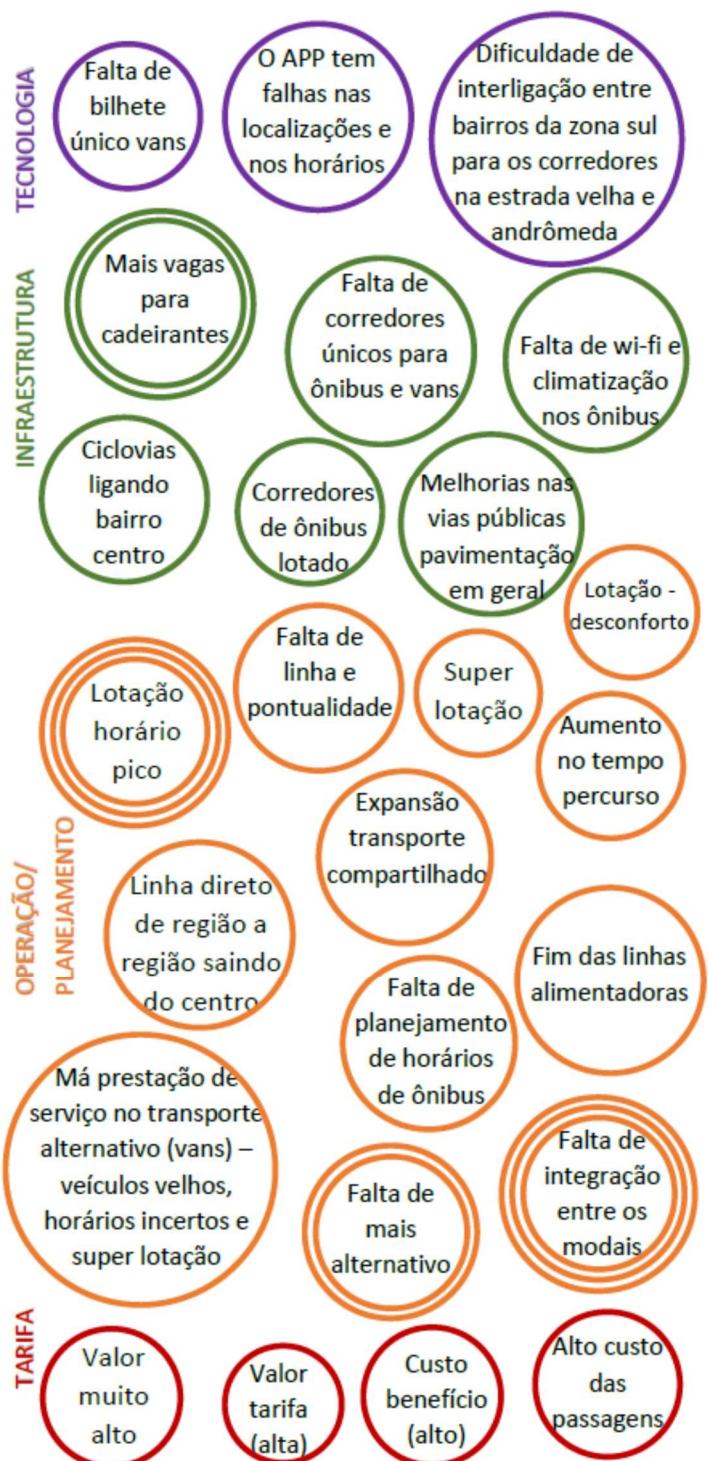 TECNOLOGIA
Falta de
bilhete
único vans
O APP tem
falhas nas
localizações e
nos horários
Dificuldade de
interligação entre
bairros da zona sul
para os corredores
na estrada velha e
andrômeda
INFRAESTRUTURA
Mais vagas
para
cadeirantes
Falta de
corredores
únicos para
ônibus e vans
Falta de wi-fi e
climatização
nos ônibus
Ciclovias
ligando
bairro
centro
Corredores
de ônibus
lotado
Melhorias nas
vias públicas
pavimentação
em geral
OPERAÇÃO/
PLANEJAMENTO
Lotação -
desconforto
Lotação
horário
pico
Falta de
linha e
pontualidade
Super
lotação
Aumento
no tempo
percurso
Expansão
transporte
compartilhado
Linha direto
de região a
região saindo
do centro
Falta de
planejamento
de horários
de ônibus
Fim das linhas
alimentadoras
Má prestação de
serviço no transporte
alternativo (vans) –
veículos velhos,
horários incertos e
super lotação
Falta de
mais
alternativo
Falta de
integração
entre os
modais
TARIFA
Valor
muito
alto
Valor
tarifa
(alta)
Custo
benefício
(alto)
Alto custo
das
passagens